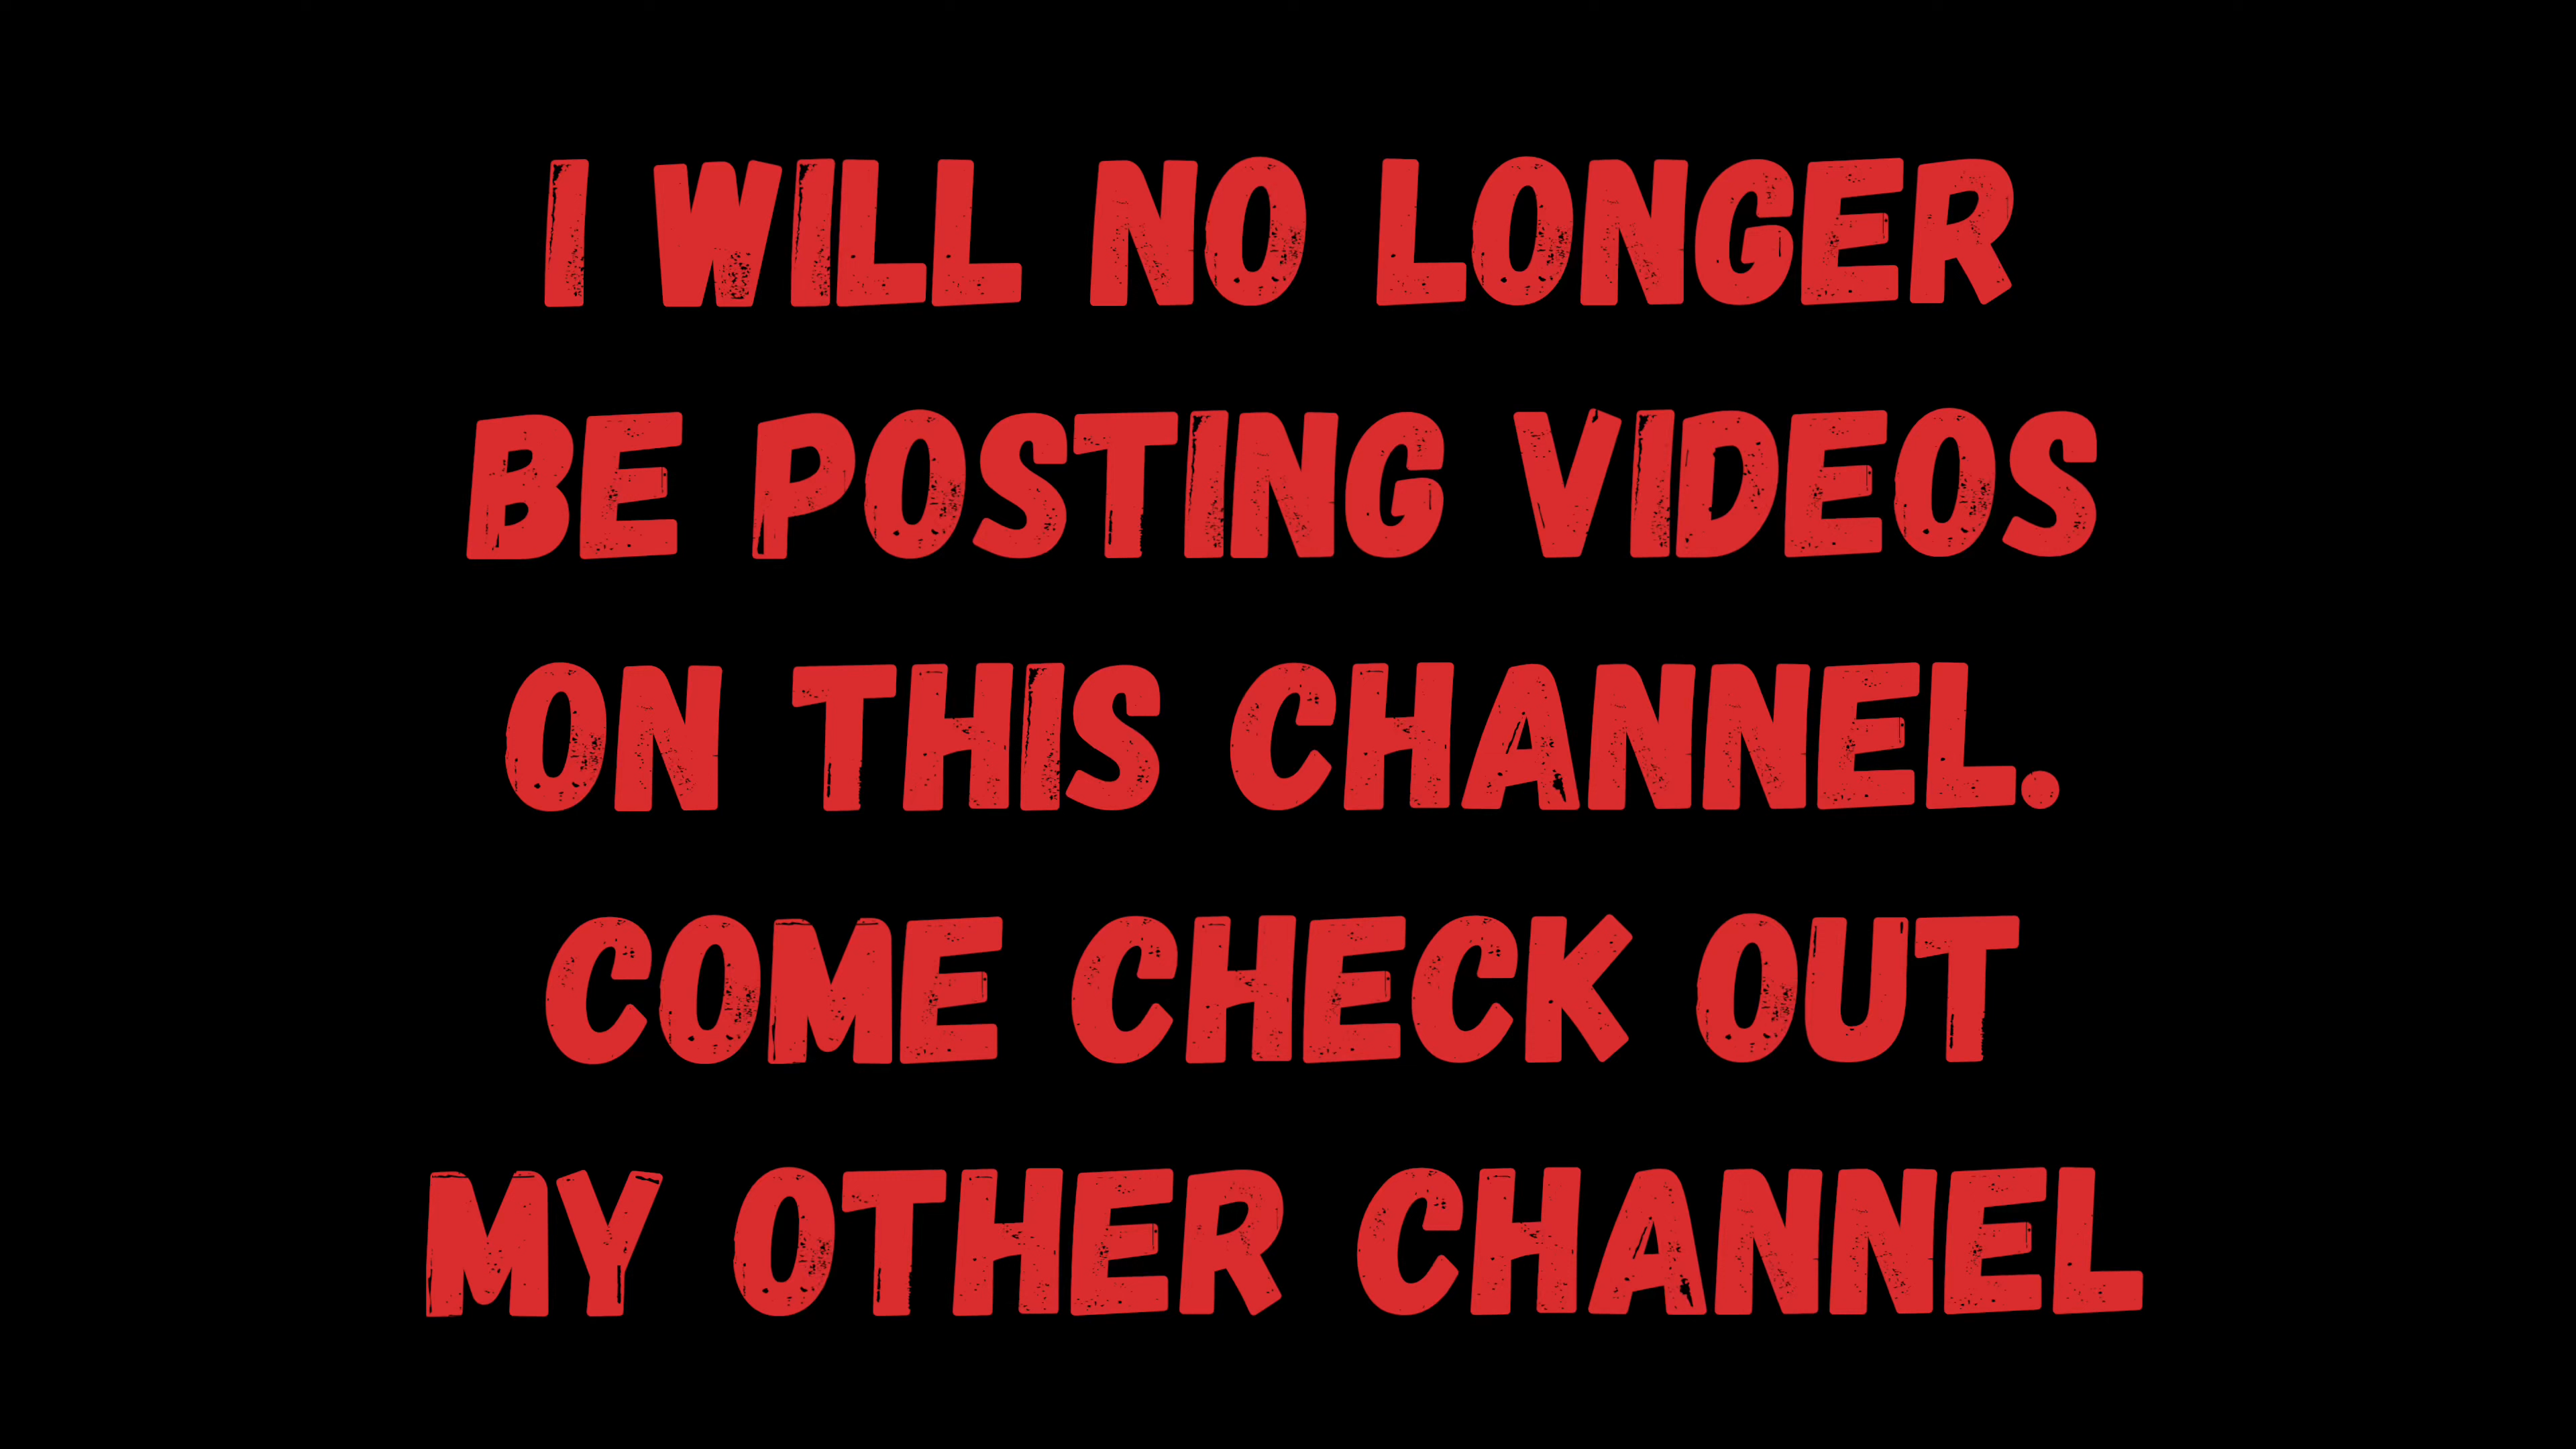 I WILL NO LONGER
BE POSTING VIDEOS
ON THIS CHANNEL.
COME CHECK OUT
MY OTHER CHANNEL